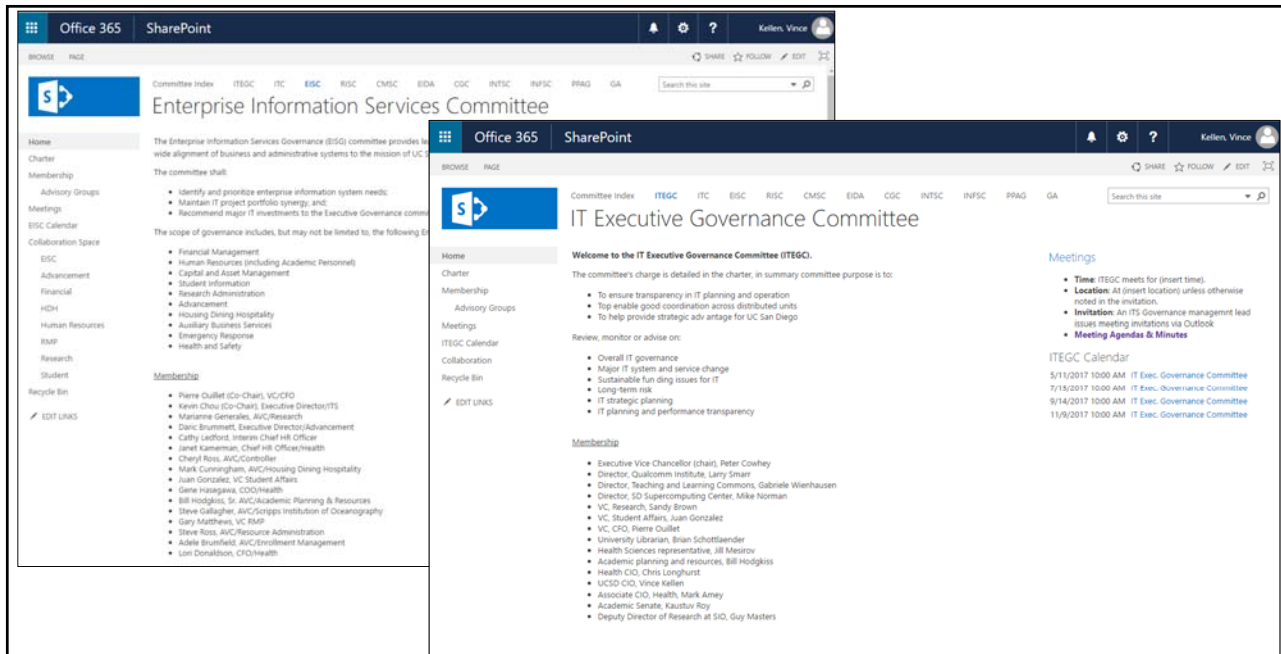 Office 365 SharePoint Kellen, Vince
BROWSE PAGE SHARE FOLLOW EDIT
Committee Index ITEGC ITC EISC RISC CMSC EIDA CGC INTSC INFSC PPAG GA Search this site
Enterprise Information Services Committee
Home
Charter
Membership
Advisory Groups
Meetings
EISC Calendar
Collaboration Space
EISC
Advancement
Financial
HDH
Human Resources
RMP
Research
Student
Recycle Bin
EDIT LINKS
The Enterprise Information Services Governance (EISG) committee provides
wide alignment of business and administrative systems to the mission of UC
The committee shall:
• Identify and prioritize enterprise information system needs;
• Maintain IT project portfolio synergy, and;
• Recommend major IT investments to the Executive Governance
The scope of governance includes, but may not be limited to, the following
• Financial Management
• Human Resources (including Academic Personnel)
• Capital and Asset Management
• Student Information
• Research Administration
• Advancement
• Housing Dining Hospitality
• Auxiliary Business Services
• Emergency Response
• Health and Safety
Membership
• Pierre Ouillet (Co-Chair), VC/CFO
• Kevin Chou (Co-Chair), Executive Director/ITS
• Marianne Generales, AVC/Research
• Daric Brummett, Executive Director/Advancement
• Cathy Ledford, Interim Chief HR Officer
• Janet Kamerman, Chief HR Officer/Health
• Cheryl Ross, AVC/Controller
• Mark Cunningham, AVC/Housing Dining Hospitality
• Juan Gonzalez, VC Student Affairs
• Gene Hasegawa, COO/Health
• Bill Hodgkiss, Sr. AVC/Academic Planning & Resources
• Steve Gallagher, AVC/Scripps Institution of Oceanography
• Gary Matthews, VC RMP
• Steve Ross, AVC/Resource Administration
• Adele Brumfield, AVC/Enrollment Management
• Lori Donaldson, CFO/Health
Office 365 SharePoint Kellen, Vince
BROWSE PAGE SHARE FOLLOW EDIT
Committee Index ITEGC ITC EISC RISC CMSC EIDA CGC INTSC INFSC PPAG GA Search this site
IT Executive Governance Committee
Home
Charter
Membership
Advisory Groups
Meetings
ITEGC Calendar
Collaboration
Recycle Bin
EDIT LINKS
Welcome to the IT Executive Governance Committee (ITEGC).
The committee's charge is detailed in the charter, in summary committee purpose is to:
• To ensure transparency in IT planning and operation
• Top enable good coordination across distributed units
• To help provide strategic adv antage for UC San Diego
Review, monitor or advise on:
• Overall IT governance
• Major IT system and service change
• Sustainable fun ding issues for IT
• Long-term risk
• IT strategic planning
• IT planning and performance transparency
Membership
• Executive Vice Chancellor (chair), Peter Cowhey
• Director, Qualcomm Institute, Larry Smarr
• Director, Teaching and Learning Commons, Gabriele Wienhausen
• Director, SD Supercomputing Center, Mike Norman
• VC, Research, Sandy Brown
• VC, Student Affairs, Juan Gonzalez
• VC, CFO, Pierre Ouillet
• University Librarian, Brian Schottlaender
• Health Sciences representative, Jill Mesirov
• Academic planning and resources, Bill Hodgkiss
• Health CIO, Chris Longhurst
• UCSD CIO, Vince Kellen
• Associate CIO, Health, Mark Amey
• Academic Senate, Kaustuv Roy
• Deputy Director of Research at SIO, Guy Masters
Meetings
• Time: ITEGC meets for (insert time).
• Location: At (insert location) unless otherwise
noted in the invitation.
• Invitation: An ITS Governance managemnt lead
issues meeting invitations via Outlook
• Meeting Agendas & Minutes
ITEGC Calendar
5/11/2017 10:00 AM IT Exec. Governance Committee
7/15/2017 10:00 AM IT Exec. Governance Committee
9/14/2017 10:00 AM IT Exec. Governance Committee
11/9/2017 10:00 AM IT Exec. Governance Committee